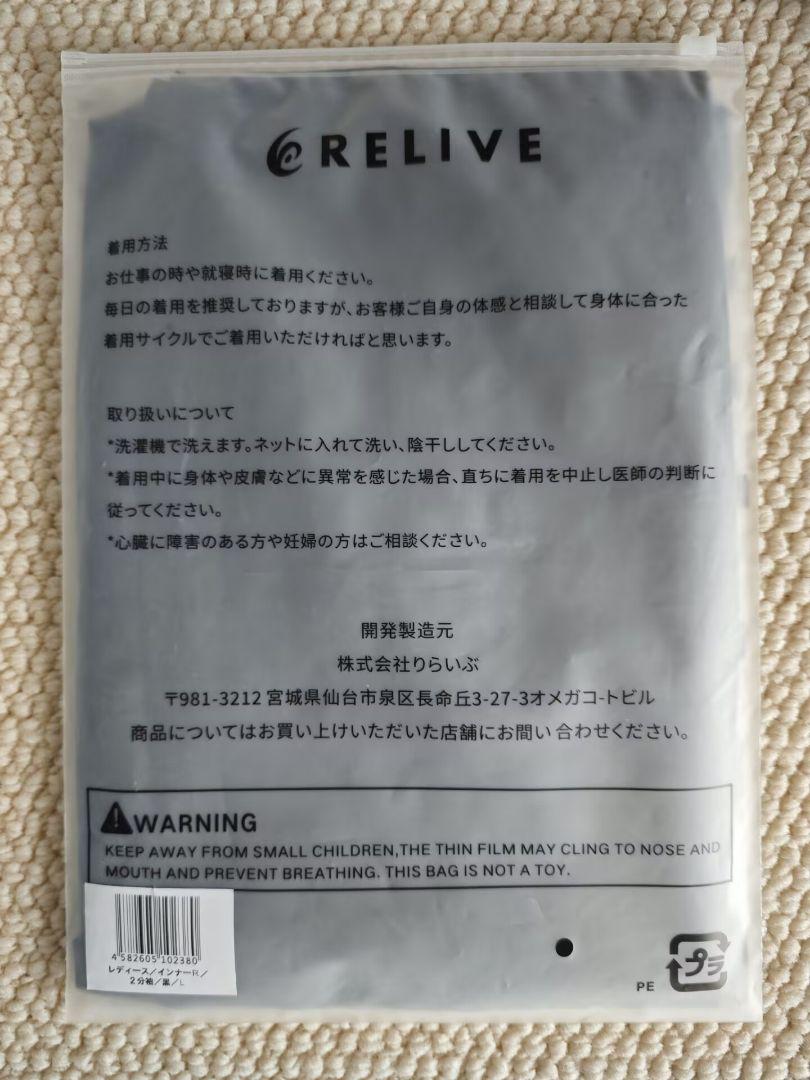 RELIVE
着用方法
お仕事の時や就寝時に着用ください。
毎日の着用を推奨しておりますが、お客様ご自身の体感と相談して身体に合った
着用サイクルでご着用いただければと思います。
取り扱いについて
*洗濯機で洗えます。ネットに入れて洗い、陰干ししてください。
*着用中に身体や皮膚などに異常を感じた場合、直ちに着用を中止し医師の判断に
従ってください。
*心臓に障害のある方や妊婦の方はご相談ください。
開発製造元
株式会社りらいぶ
〒981-3212 宮城県仙台市泉区長命丘3-27-3オメガコ-トビル
商品についてはお買い上げいただいた店舗にお問い合わせください。
WARNING
KEEP AWAY FROM SMALL CHILDREN,THE THIN FILM MAY CLING TO NOSE AND
MOUTH AND PREVENT BREATHING. THIS BAG IS NOT A TOY.
4 582605 102380
レディース/インナーR/
2分袖/黒/L
プラ
PE